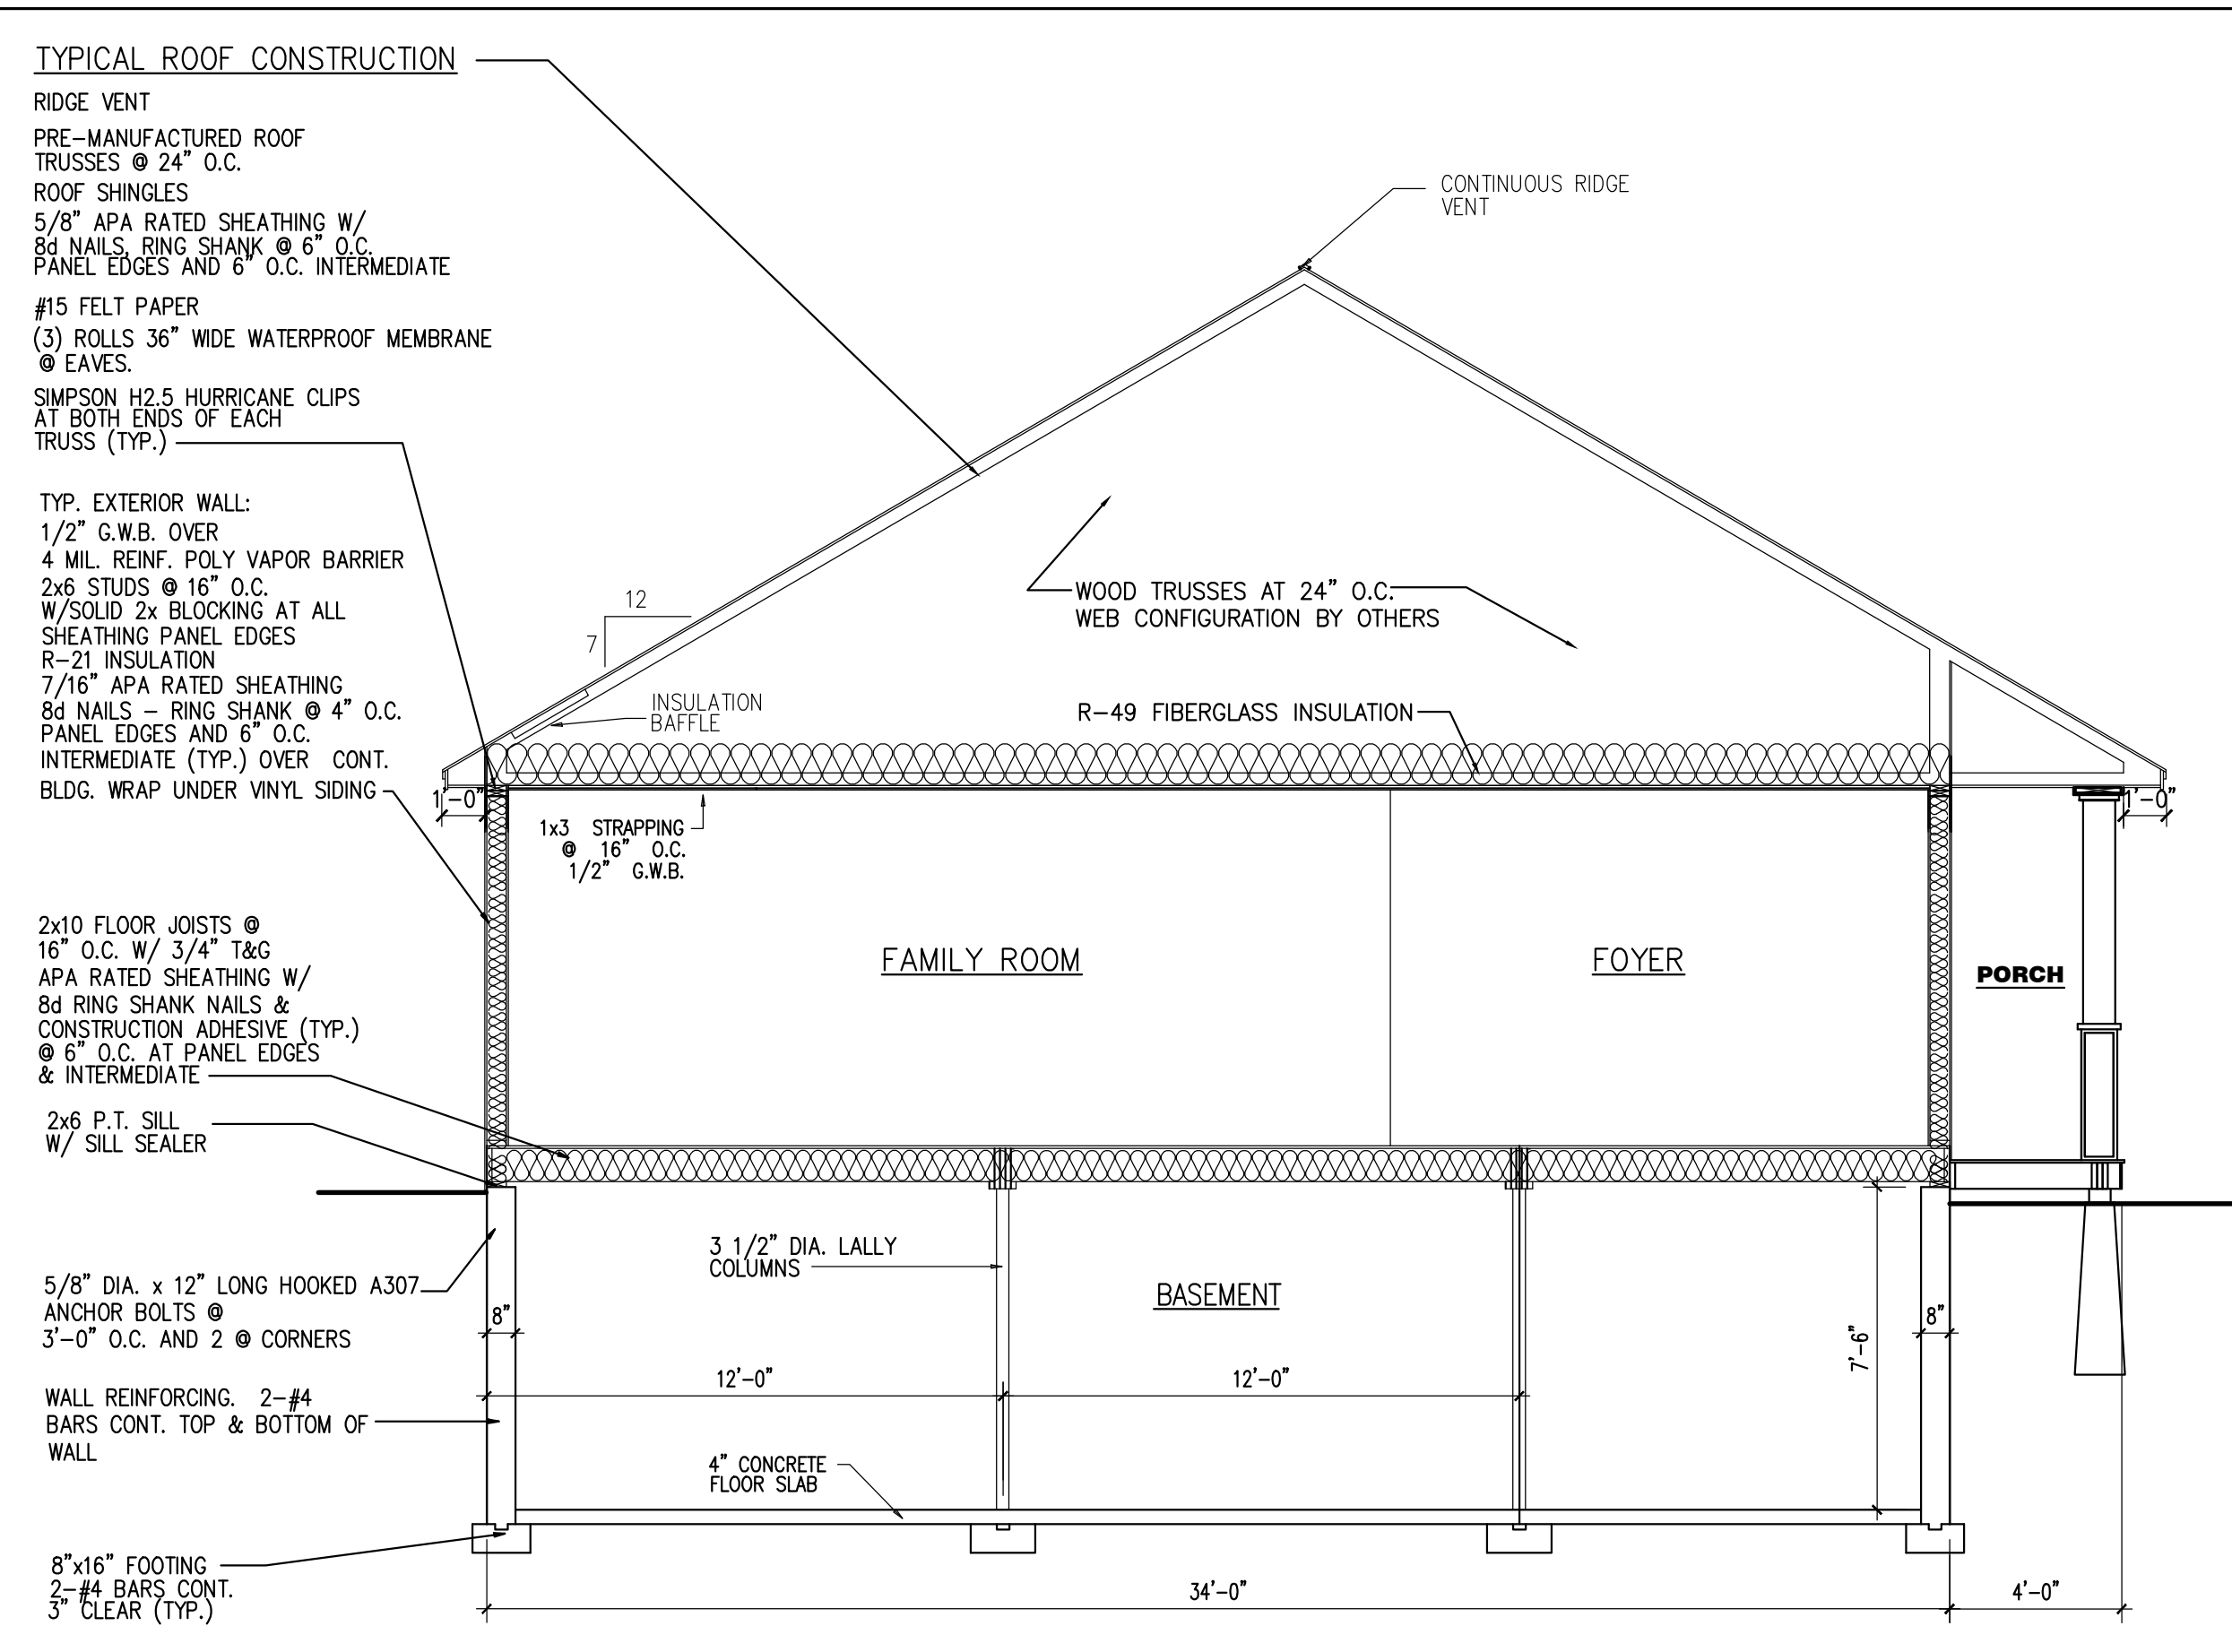 TYPICAL ROOF CONSTRUCTION
RIDGE VENT
PRE-MANUFACTURED ROOF
TRUSSES @ 24" O.C.
ROOF SHINGLES
5/8" APA RATED SHEATHING W/
8d NAILS, RING SHANK @ 6" O.C.
PANEL EDGES AND 6" O.C. INTERMEDIATE
#15 FELT PAPER
(3) ROLLS 36" WIDE WATERPROOF MEMBRANE
@ EAVES.
SIMPSON H2.5 HURRICANE CLIPS
AT BOTH ENDS OF EACH
TRUSS (TYP.)
TYP. EXTERIOR WALL:
1/2" G.W.B. OVER
4 MIL. REINF. POLY VAPOR BARRIER
2x6 STUDS @ 16" O.C.
W/SOLID 2x BLOCKING AT ALL
SHEATHING PANEL EDGES
R-21 INSULATION
7/16" APA RATED SHEATHING
8d NAILS - RING SHANK @ 4" O.C.
PANEL EDGES AND 6" O.C.
INTERMEDIATE (TYP.) OVER CONT.
BLDG. WRAP UNDER VINYL SIDING
2x10 FLOOR JOISTS @
16" O.C. W/ 3/4" T&G
APA RATED SHEATHING W/
8d RING SHANK NAILS &
CONSTRUCTION ADHESIVE (TYP.)
@ 6" O.C. AT PANEL EDGES
& INTERMEDIATE
2x6 P.T. SILL
W/ SILL SEALER
5/8" DIA. x 12" LONG HOOKED A307
ANCHOR BOLTS @
3'-0" O.C. AND 2 @ CORNERS
WALL REINFORCING. 2-#4
BARS CONT. TOP & BOTTOM OF
WALL
8"x16" FOOTING
2-#4 BARS CONT.
3" CLEAR (TYP.)
CONTINUOUS RIDGE
VENT
12
7
WOOD TRUSSES AT 24" O.C.
WEB CONFIGURATION BY OTHERS
INSULATION
BAFFLE
R-49 FIBERGLASS INSULATION
1'-0"
1'-0"
1x3 STRAPPING
@ 16" O.C.
1/2" G.W.B.
FAMILY ROOM
FOYER
PORCH
3 1/2" DIA. LALLY
COLUMNS
BASEMENT
8"
8"
7'-6"
12'-0"
12'-0"
4" CONCRETE
FLOOR SLAB
34'-0"
4'-0"